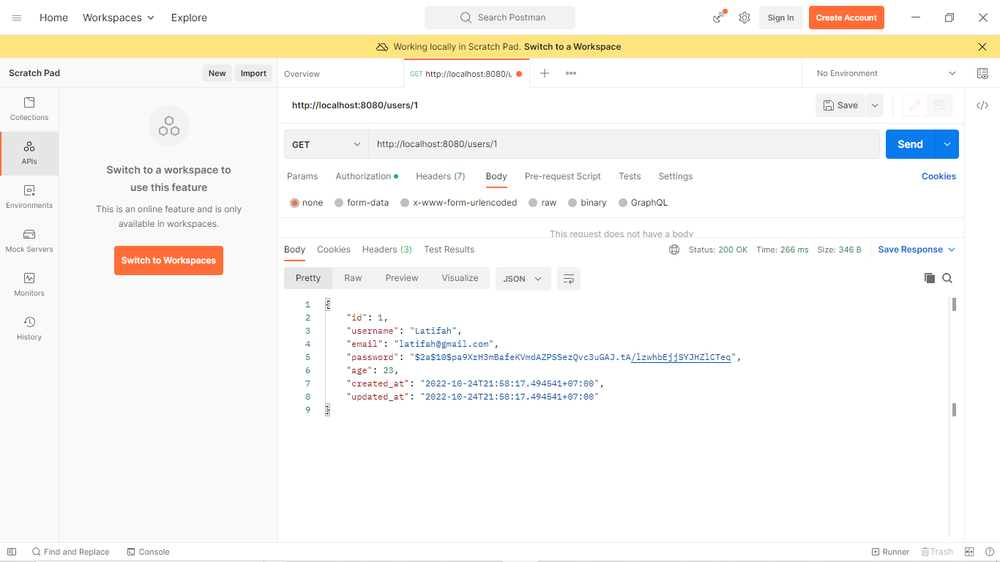 Home Workspaces Explore Search Postman Sign In Create Account
Working locally in Scratch Pad. Switch to a Workspace
Scratch Pad New Import Overview GET http://localhost:8080/u No Environment
http://localhost:8080/users/1 Save
Collections
APIs
Environments
Mock Servers
Monitors
History
Switch to a workspace to
use this feature
This is an online feature and is only
available in workspaces.
Switch to Workspaces
GET http://localhost:8080/users/1 Send
Params Authorization Headers (7) Body Pre-request Script Tests Settings Cookies
none form-data x-www-form-urlencoded raw binary GraphQL
This request does not have a body
Body Cookies Headers (3) Test Results Status: 200 OK Time: 266 ms Size: 346 B Save Response
Pretty Raw Preview Visualize JSON
1 {
2 "id": 1,
3 "username": "Latifah",
4 "email": "latifah@gmail.com",
5 "password": "$2a$10$pa9XrH3mBafeKVmdAZPSSezQvc3uGAJ.tA/lzwhbEjjSYJHZlCTeq",
6 "age": 23,
7 "created_at": "2022-10-24T21:58:17.494541+07:00",
8 "updated_at": "2022-10-24T21:58:17.494541+07:00"
9 }
Find and Replace Console Runner Trash